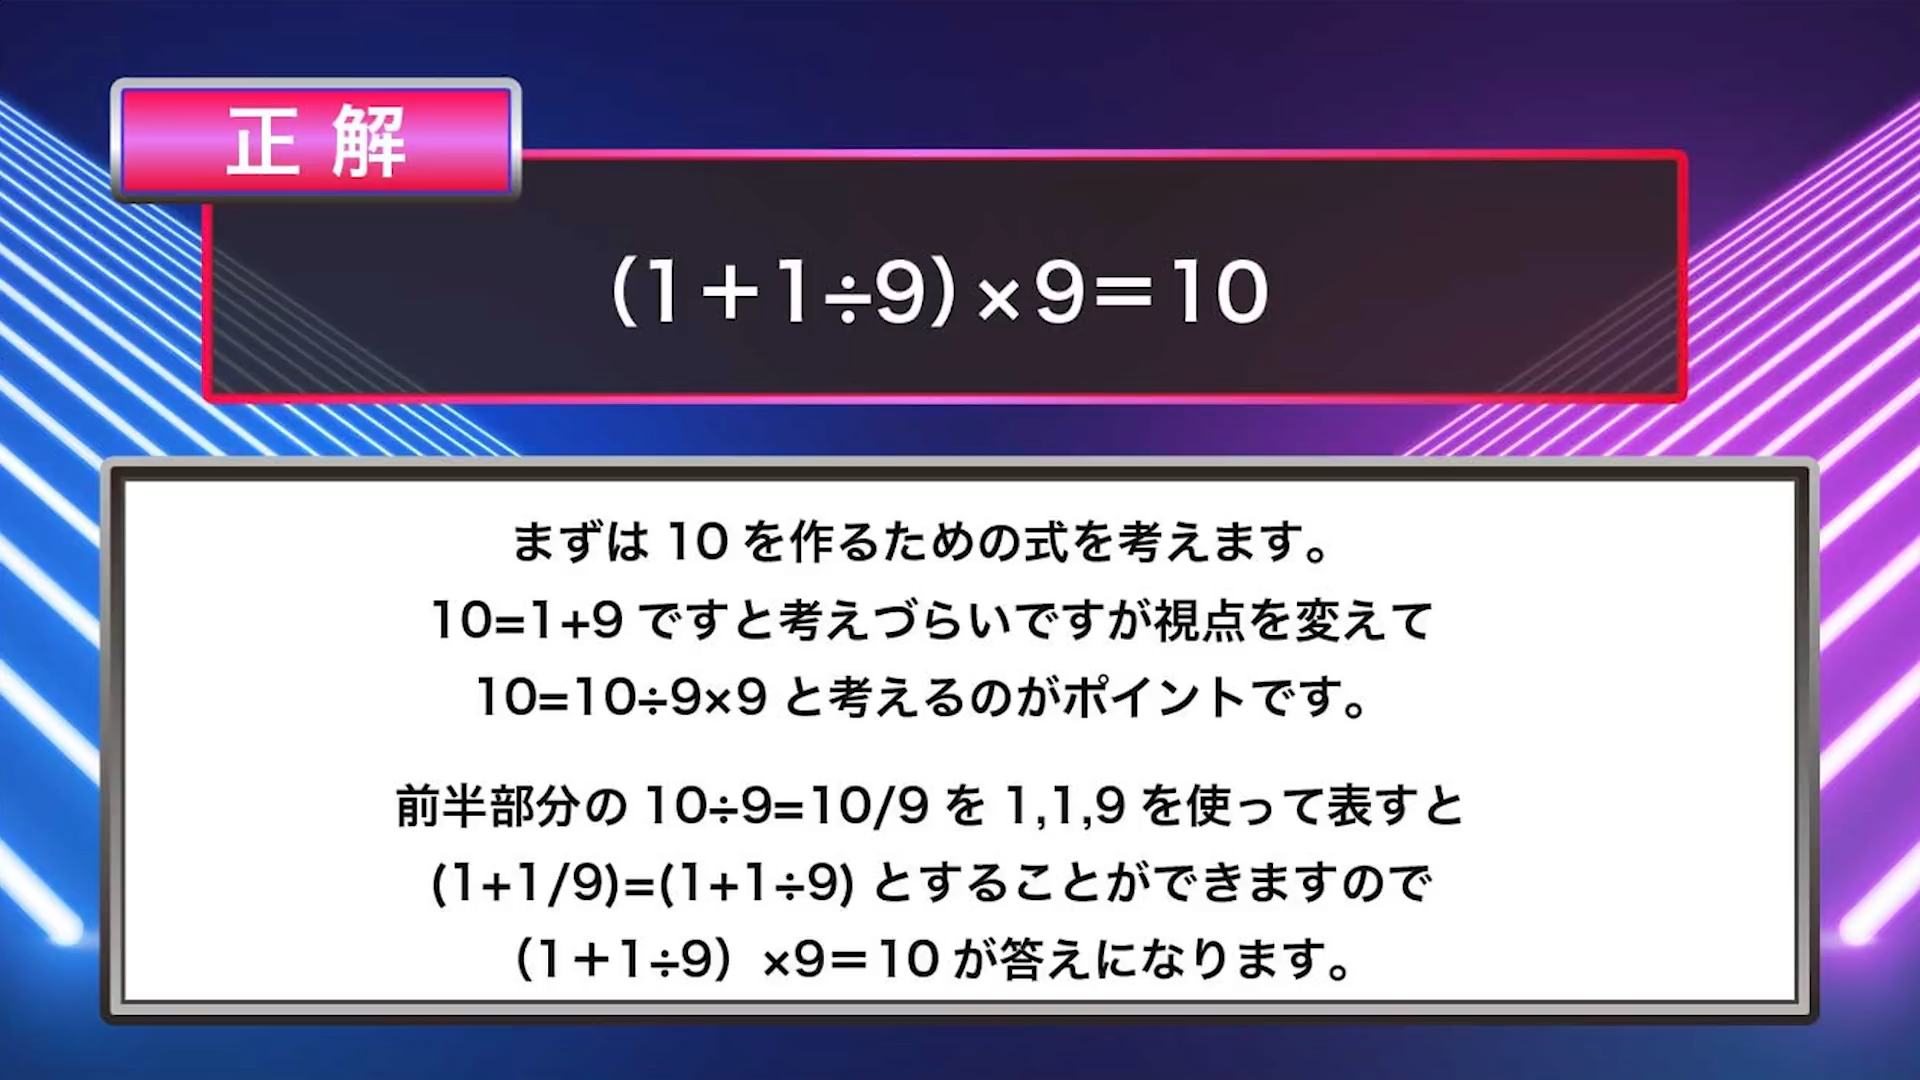 正解
(1+1÷9)×9=10
まずは 10 を作るための式を考えます。
10=1+9 ですと考えづらいですが視点を変えて
10=10÷9×9 と考えるのがポイントです。
前半部分の 10÷9=10/9 を 1,1,9 を使って表すと
(1+1/9)=(1+1÷9) とすることができますので
（1＋1÷9）×9＝10 が答えになります。